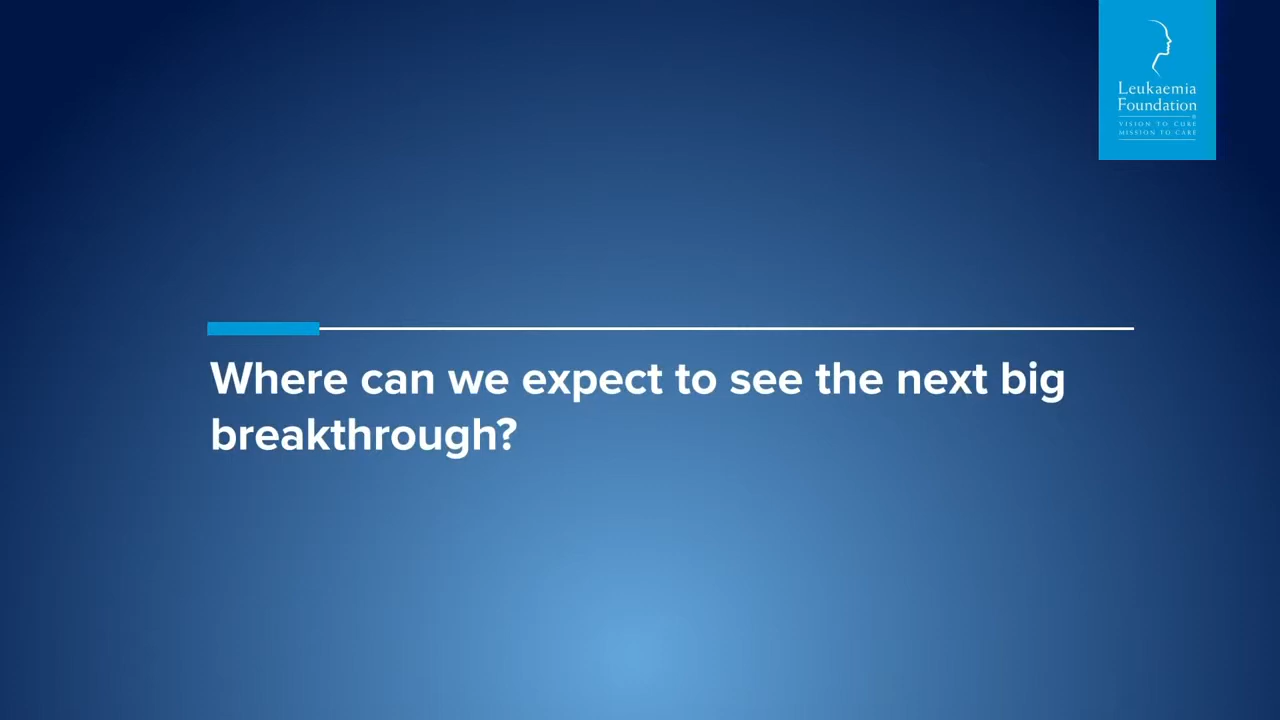 Leukaemia
Foundation
®
VISION TO CURE
MISSION TO CARE
Where can we expect to see the next big
breakthrough?